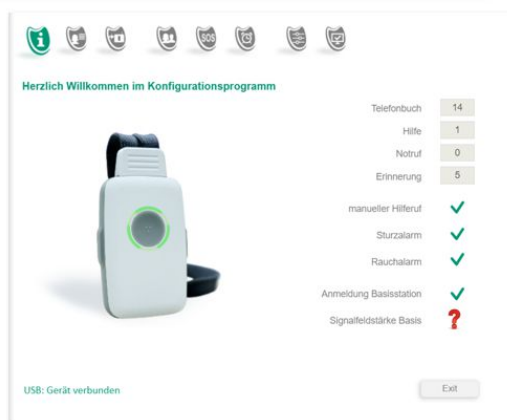 i
SOS
Herzlich Willkommen im Konfigurationsprogramm
Telefonbuch 14
Hilfe 1
Notruf 0
Erinnerung 5
manueller Hilferuf
Sturzalarm
Rauchalarm
Anmeldung Basisstation
Signalfeldstärke Basis ?
USB: Gerät verbunden
Exit